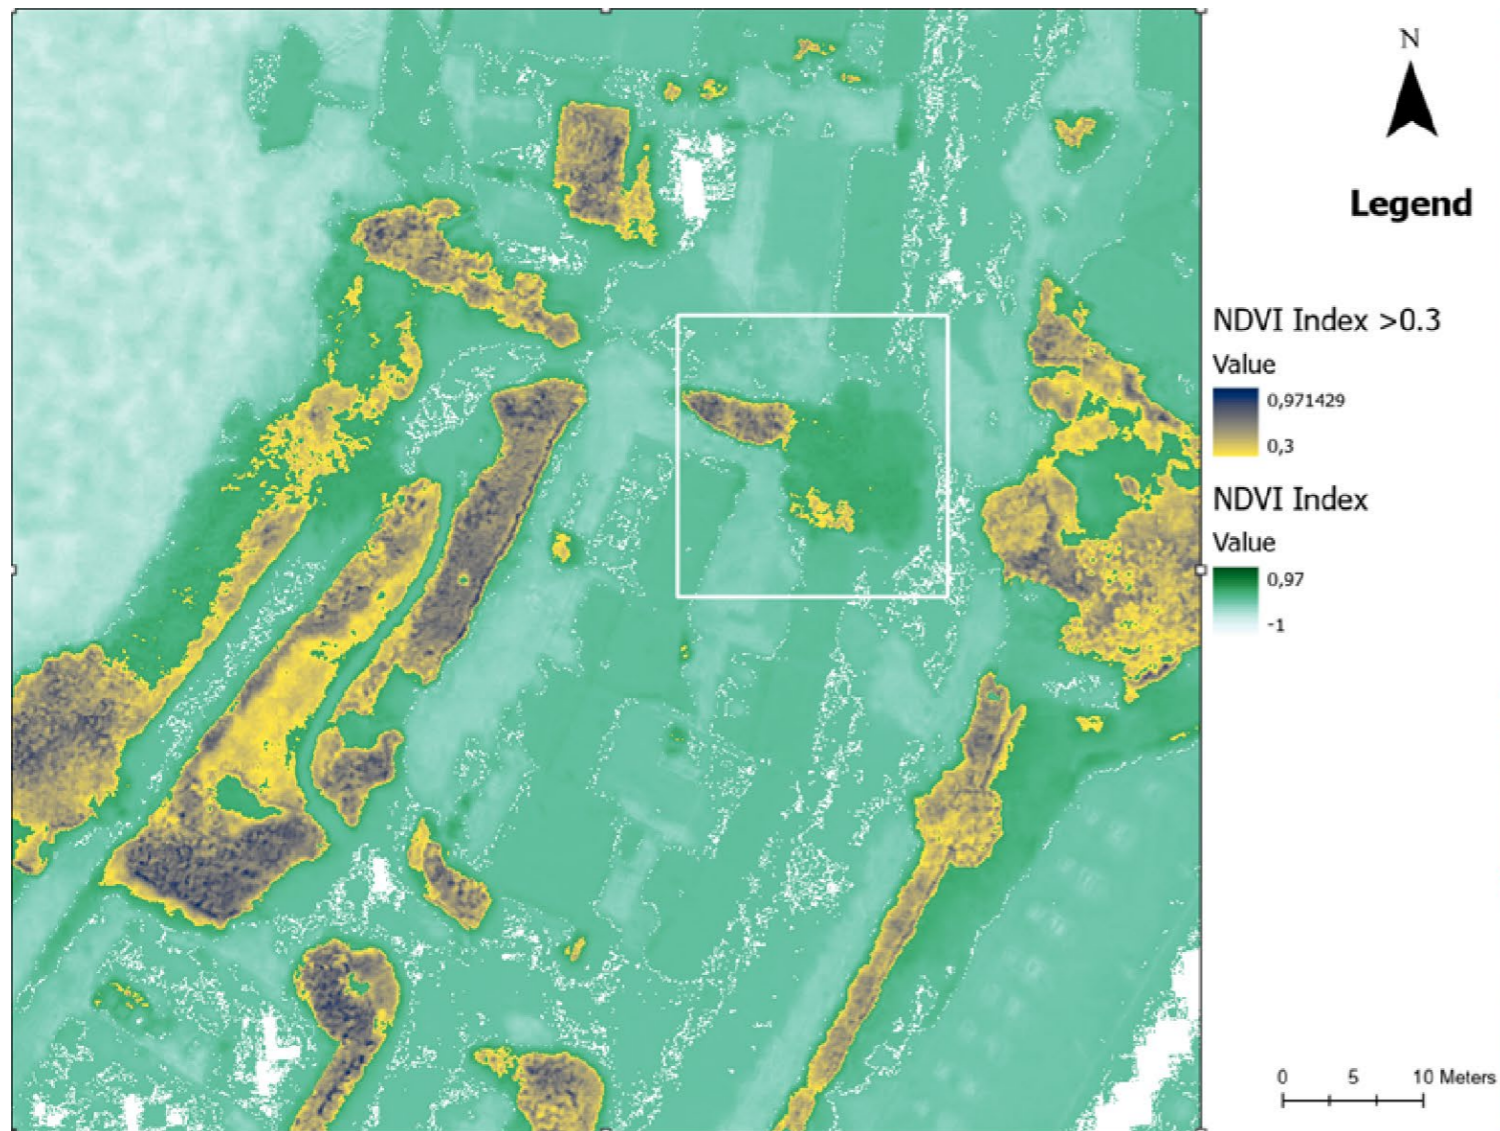 N
Legend
NDVI Index >0.3
Value
0,971429
0,3
NDVI Index
Value
0,97
-1
0 5 10 Meters